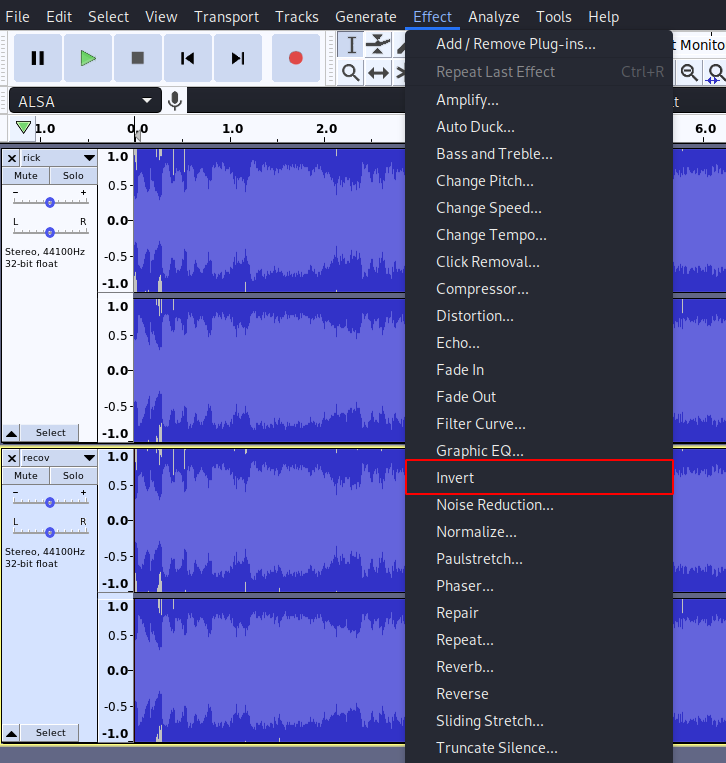 File Edit Select View Transport Tracks Generate Effect Analyze Tools Help
t Monito
ALSA
t
1.0 0.0 1.0 2.0 6.0
rick
Mute Solo
- +
L R
Stereo, 44100Hz
32-bit float
Select
1.0
0.5
0.0
-0.5
-1.0
1.0
0.5
0.0
-0.5
-1.0
recov
Mute Solo
- +
L R
Stereo, 44100Hz
32-bit float
Select
1.0
0.5
0.0
-0.5
-1.0
1.0
0.5
0.0
-0.5
-1.0
Add / Remove Plug-ins...
Repeat Last Effect Ctrl+R
Amplify...
Auto Duck...
Bass and Treble...
Change Pitch...
Change Speed...
Change Tempo...
Click Removal...
Compressor...
Distortion...
Echo...
Fade In
Fade Out
Filter Curve...
Graphic EQ...
Invert
Noise Reduction...
Normalize...
Paulstretch...
Phaser...
Repair
Repeat...
Reverb...
Reverse
Sliding Stretch...
Truncate Silence...